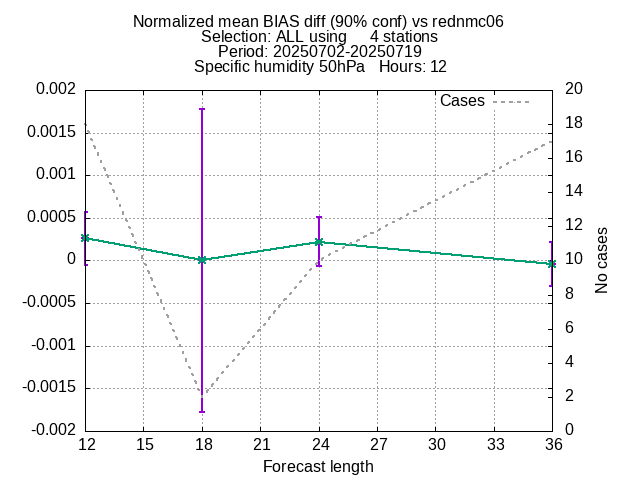 Normalized mean BIAS diff (90% conf) vs rednmc06
Selection: ALL using 4 stations
Period: 20250702-20250719
Specific humidity 50hPa Hours: 12
Cases
0.002
0.0015
0.001
0.0005
0
-0.0005
-0.001
-0.0015
-0.002
20
18
16
14
12
10
8
6
4
2
0
No cases
12 15 18 21 24 27 30 33 36
Forecast length